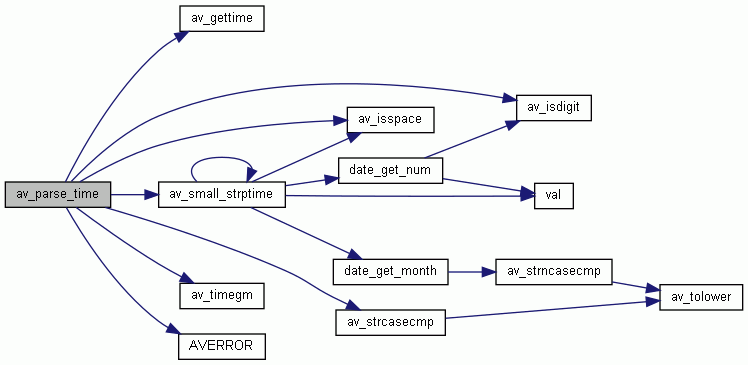 av_gettime
av_isdigit
av_isspace
date_get_num
av_parse_time
av_small_strptime
val
date_get_month
av_strncasecmp
av_timegm
av_tolower
av_strcasecmp
AVERROR